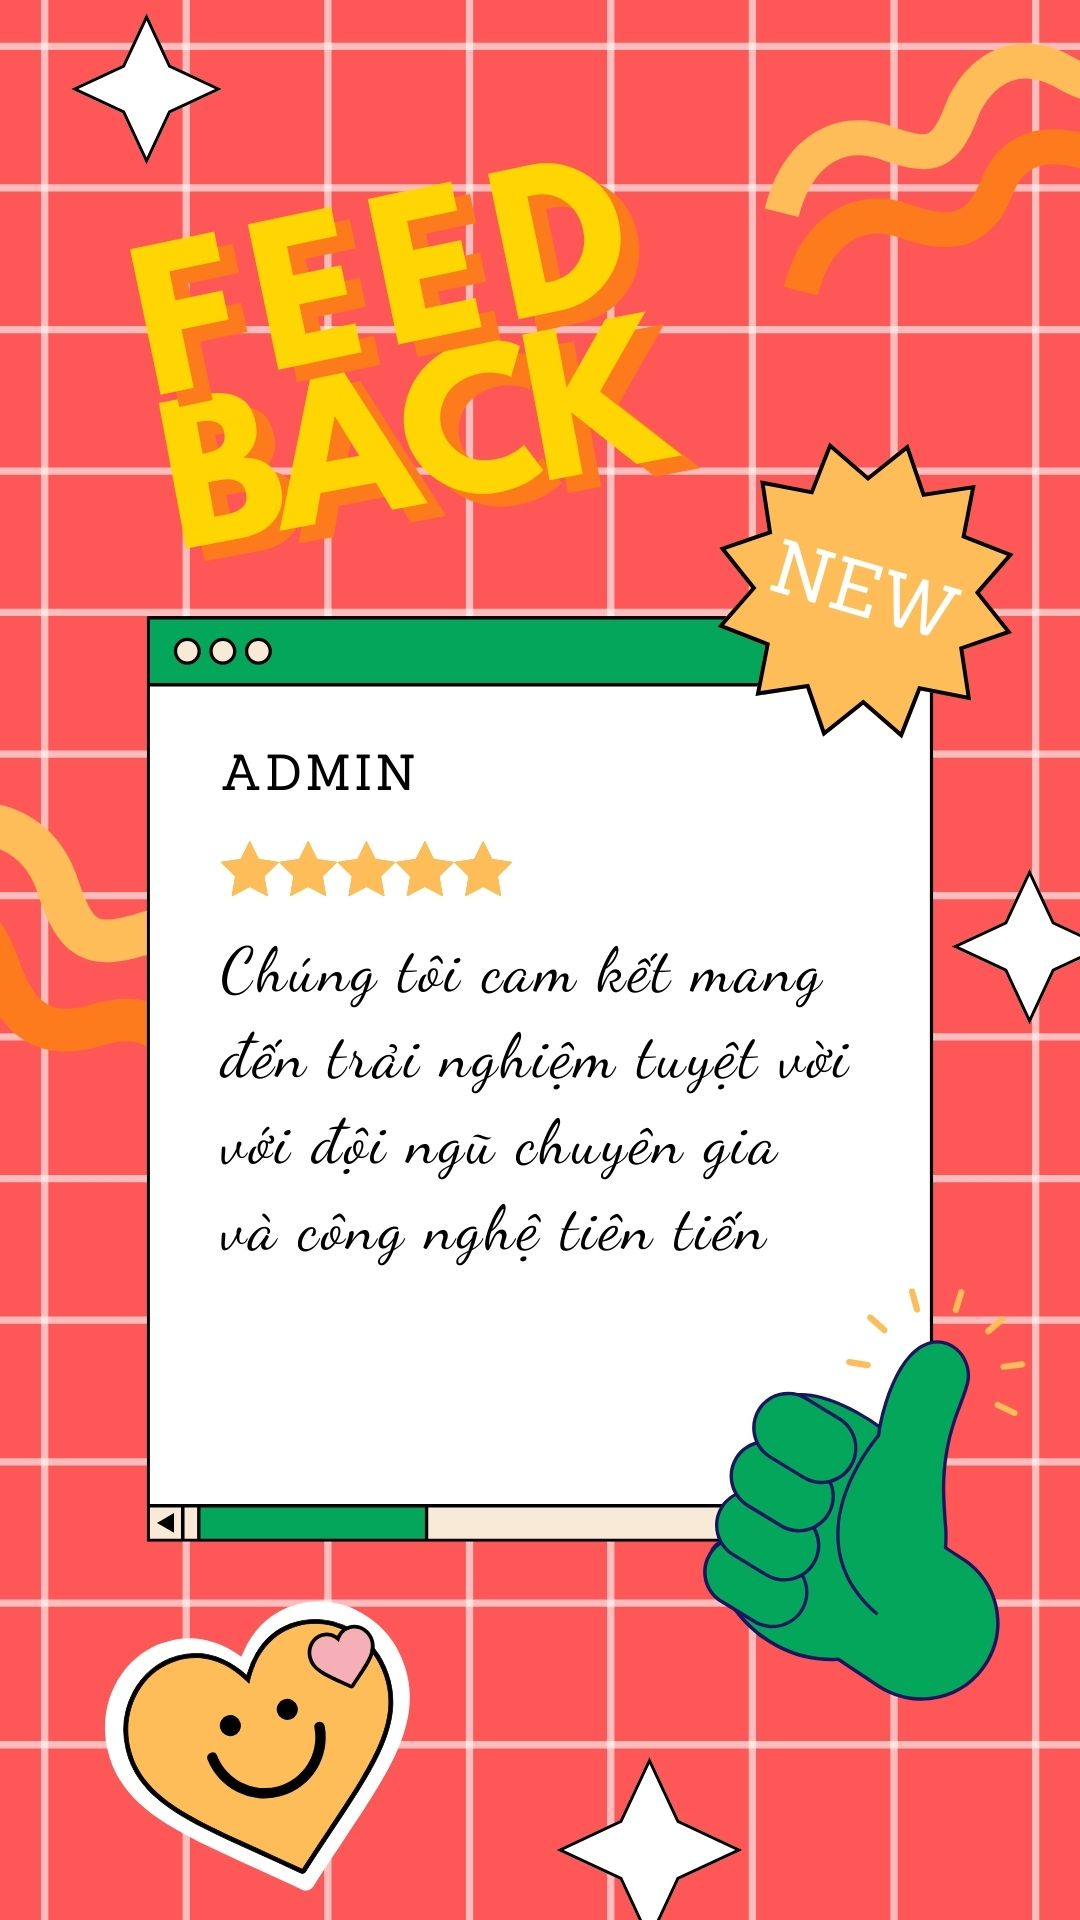 FEED
BACK
NEW
ADMIN
Chúng tôi cam kết mang
đến trải nghiệm tuyệt vời
với đội ngũ chuyên gia
và công nghệ tiên tiến